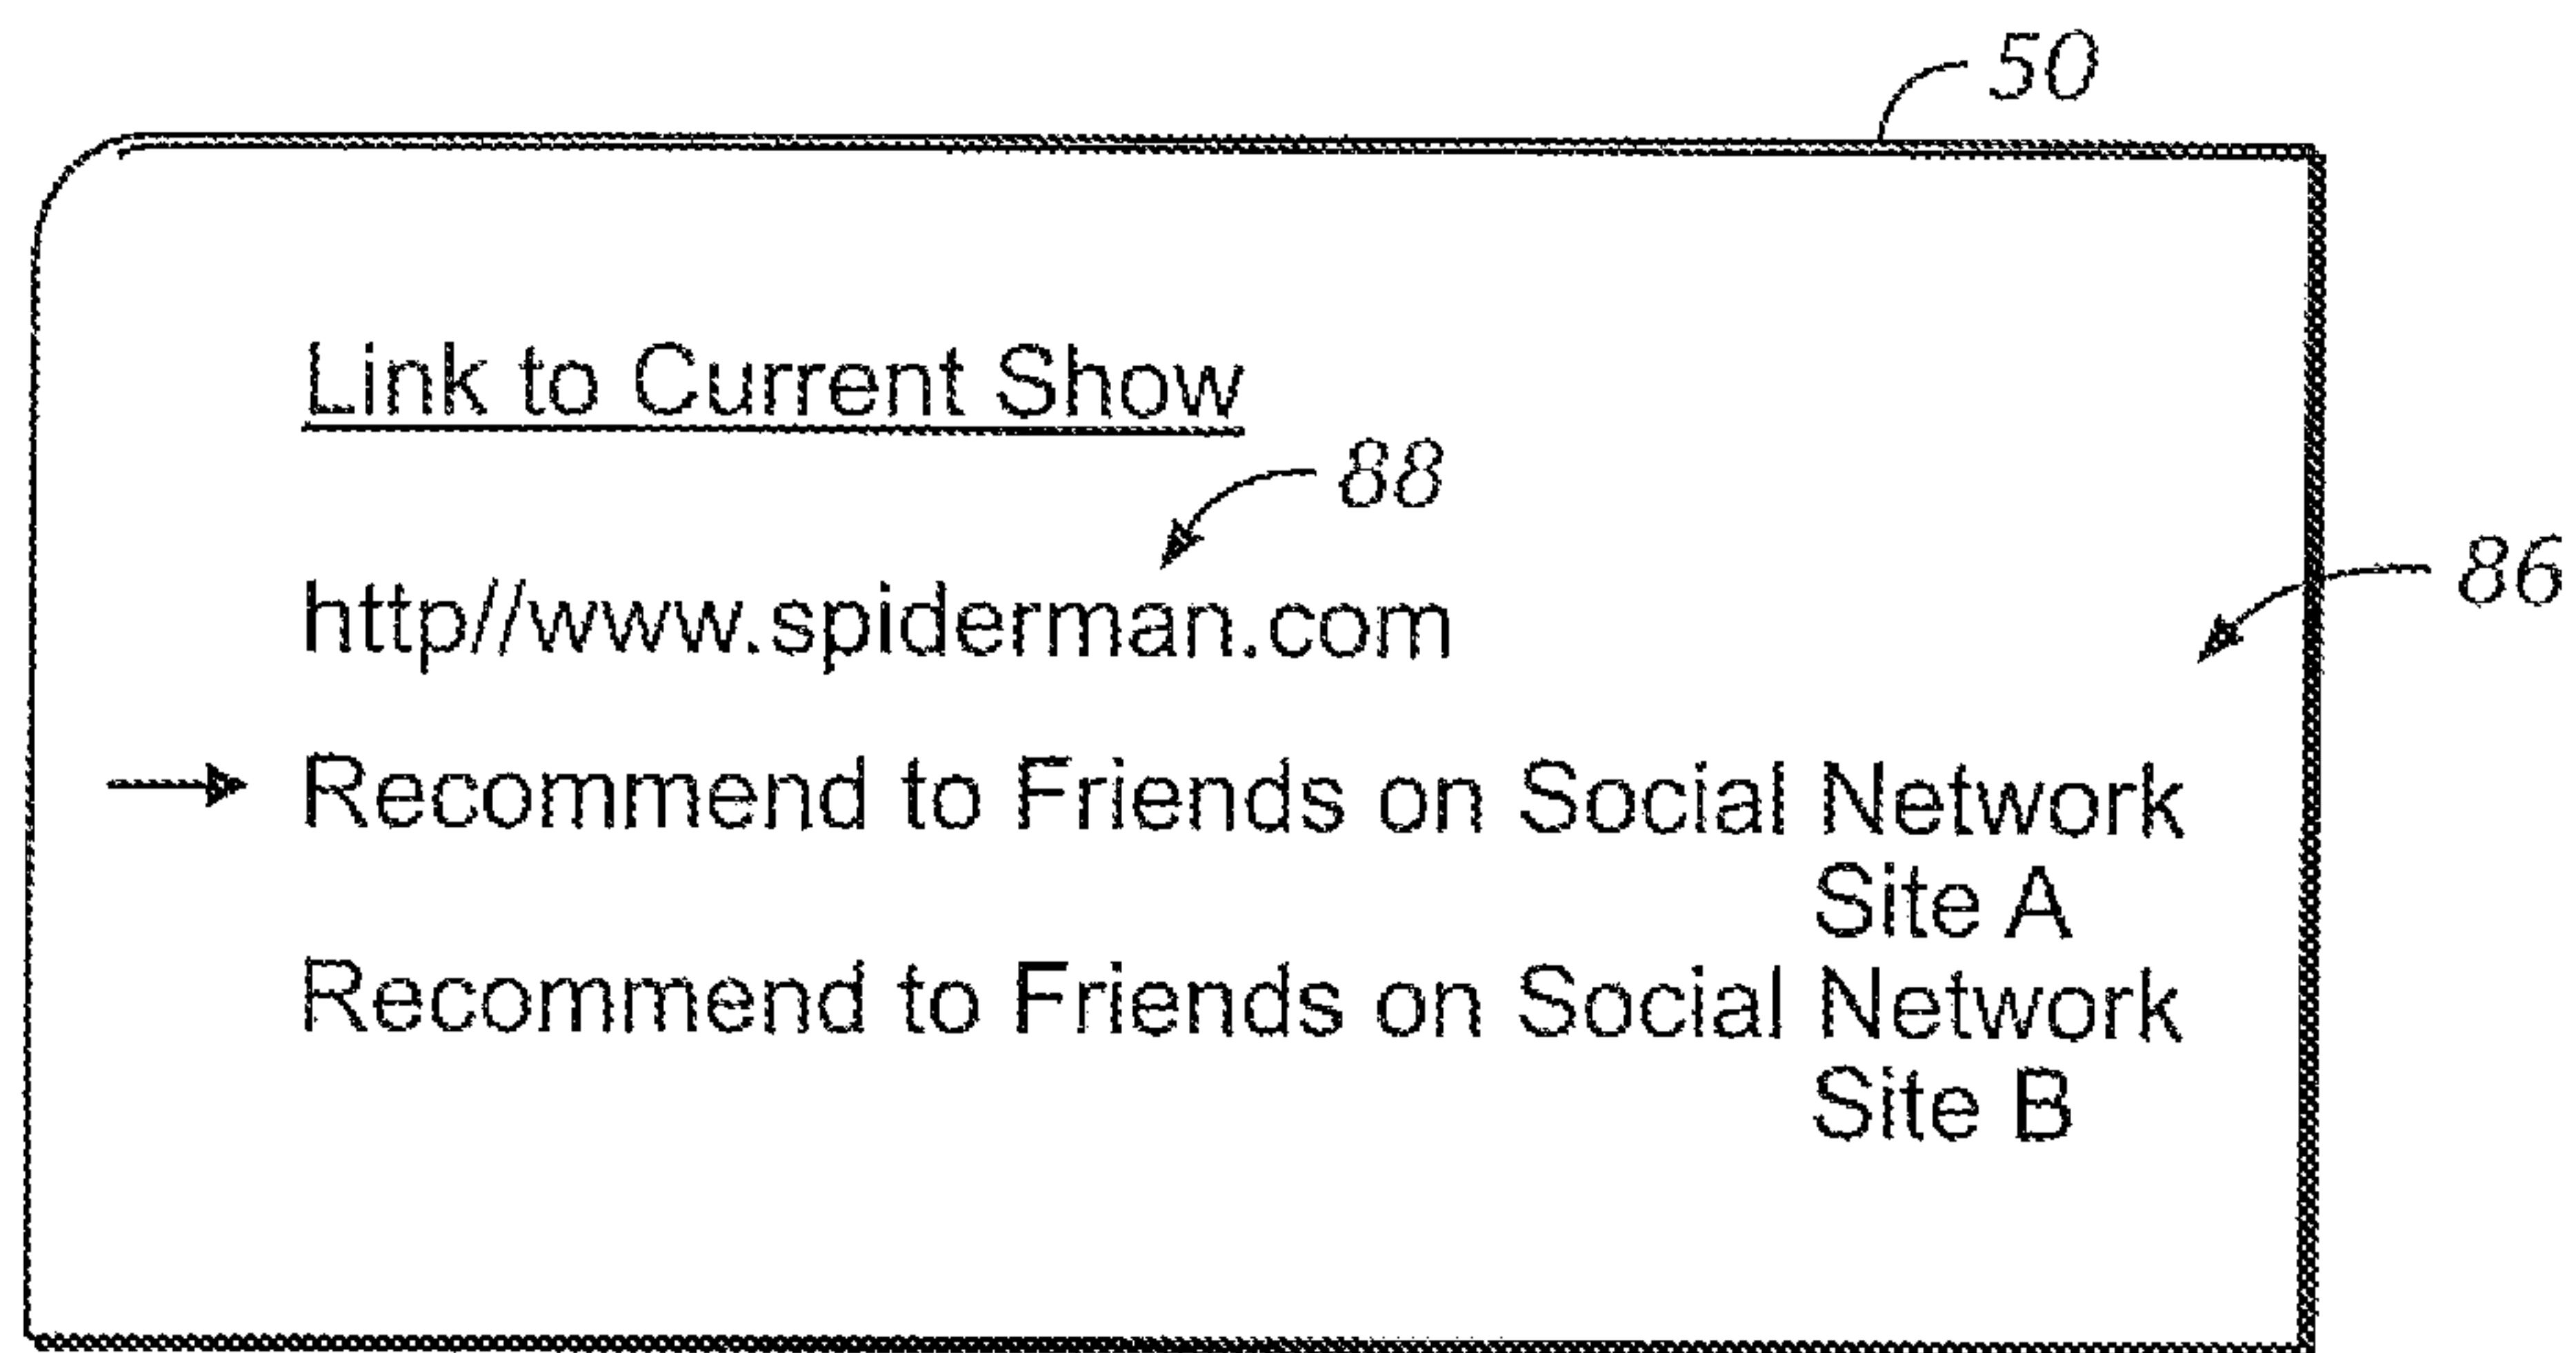 50
Link to Current Show
88
http//www.spiderman.com
86
Recommend to Friends on Social Network
Site A
Recommend to Friends on Social Network
Site B